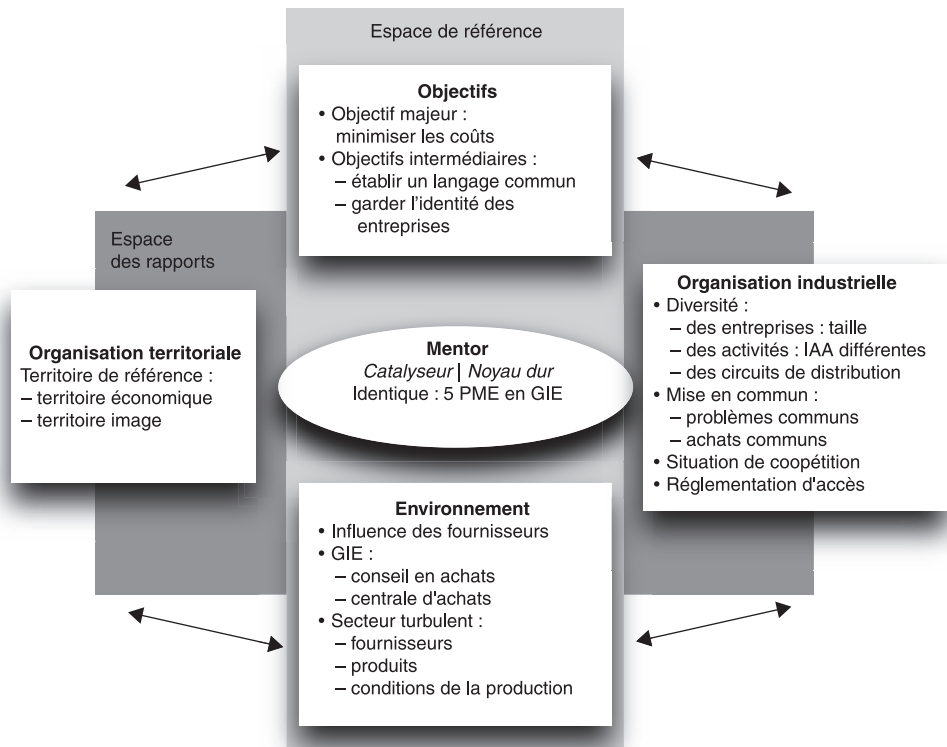 Espace de référence
Objectifs
• Objectif majeur :
minimiser les coûts
• Objectifs intermédiaires :
– établir un langage commun
– garder l'identité des
entreprises
Espace
des rapports
Organisation territoriale
Territoire de référence :
– territoire économique
– territoire image
Mentor
Catalyseur | Noyau dur
Identique : 5 PME en GIE
Organisation industrielle
• Diversité :
– des entreprises : taille
– des activités : IAA différentes
– des circuits de distribution
• Mise en commun :
– problèmes communs
– achats communs
• Situation de coopétition
• Réglementation d'accès
Environnement
• Influence des fournisseurs
• GIE :
– conseil en achats
– centrale d'achats
• Secteur turbulent :
– fournisseurs
– produits
– conditions de la production